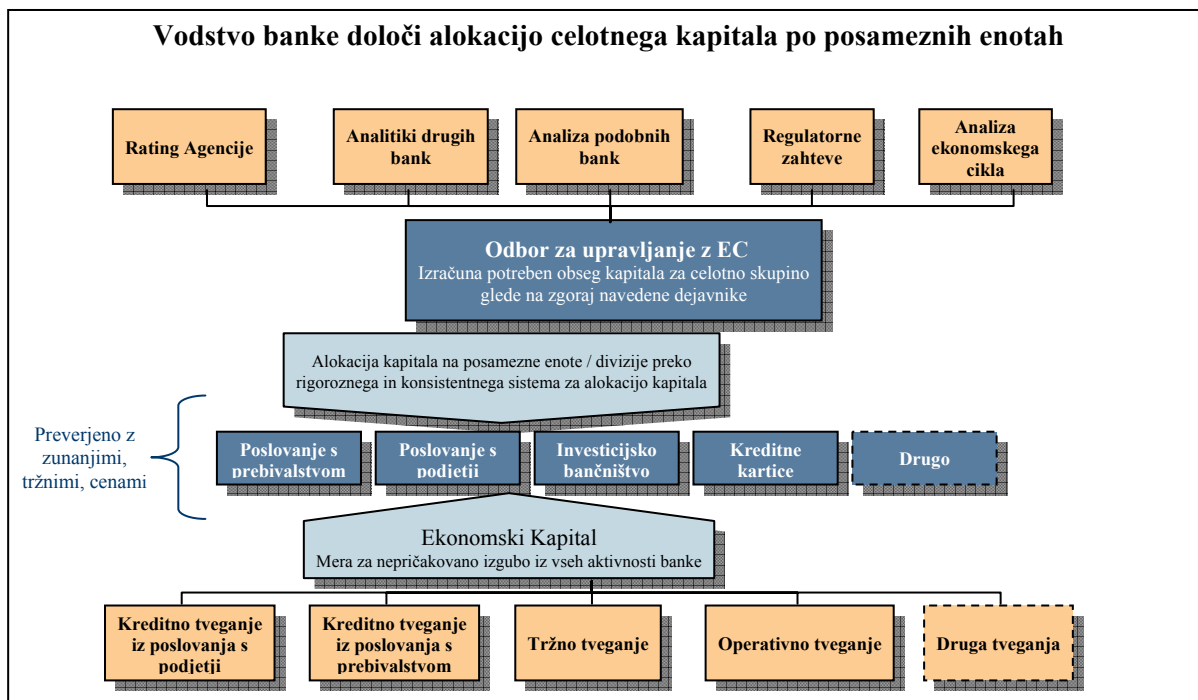 Vodstvo banke določi alokacijo celotnega kapitala po posameznih enotah
Rating Agencije
Analitiki drugih
bank
Analiza podobnih
bank
Regulatorne
zahteve
Analiza
ekonomskega
cikla
Odbor za upravljanje z EC
Izračuna potreben obseg kapitala za celotno skupino
glede na zgoraj navedene dejavnike
Alokacija kapitala na posamezne enote / divizije preko
rigoroznega in konsistentnega sistema za alokacijo kapitala
Preverjeno z
zunanjimi,
tržnimi, cenami
Poslovanje s
prebivalstvom
Poslovanje s
podjetji
Investicijsko
bančništvo
Kreditne
kartice
Drugo
Ekonomski Kapital
Mera za nepričakovano izgubo iz vseh aktivnosti banke
Kreditno tveganje
iz poslovanja s
podjetji
Kreditno tveganje
iz poslovanja s
prebivalstvom
Tržno tveganje
Operativno tveganje
Druga tveganja